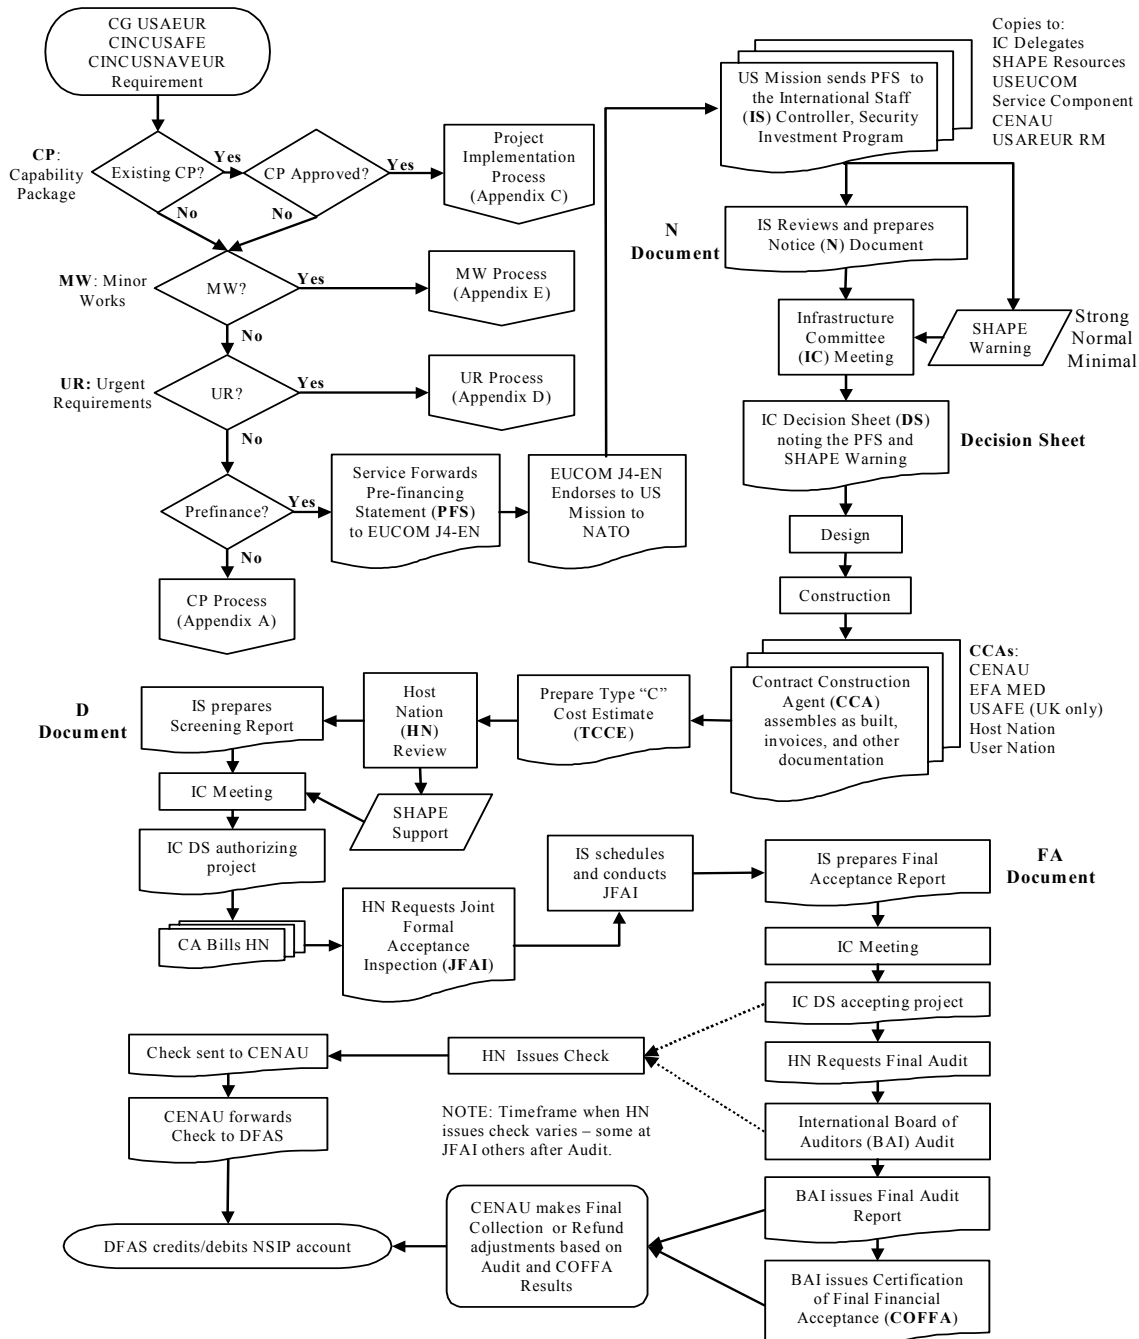 CG USAEUR
CINCUSAFE
CINCUSNAVEUR
Requirement
CP:
Capability
Package
Existing CP?
Yes
CP Approved?
Yes
Project
Implementation
Process
(Appendix C)
No
No
MW: Minor
Works
MW?
Yes
MW Process
(Appendix E)
No
UR: Urgent
Requirements
UR?
Yes
UR Process
(Appendix D)
No
Prefinance?
Yes
Service Forwards
Pre-financing
Statement (PFS)
to EUCOM J4-EN
EUCOM J4-EN
Endorses to US
Mission to
NATO
No
CP Process
(Appendix A)
US Mission sends PFS to
the International Staff
(IS) Controller, Security
Investment Program
Copies to:
IC Delegates
SHAPE Resources
USEUCOM
Service Component
CENAU
USAREUR RM
N
Document
IS Reviews and prepares
Notice (N) Document
Infrastructure
Committee
(IC) Meeting
SHAPE
Warning
Strong
Normal
Minimal
IC Decision Sheet (DS)
noting the PFS and
SHAPE Warning
Decision Sheet
Design
Construction
Contract Construction
Agent (CCA)
assembles as built,
invoices, and other
documentation
CCAs:
CENAU
EFA MED
USAFE (UK only)
Host Nation
User Nation
Prepare Type “C”
Cost Estimate
(TCCE)
Host
Nation
(HN)
Review
SHAPE
Support
D
Document
IS prepares
Screening Report
IC Meeting
IC DS authorizing
project
CA Bills HN
HN Requests Joint
Formal
Acceptance
Inspection (JFAI)
IS schedules
and conducts
JFAI
IS prepares Final
Acceptance Report
FA
Document
IC Meeting
IC DS accepting project
HN Requests Final Audit
International Board of
Auditors (BAI) Audit
BAI issues Final Audit
Report
BAI issues Certification
of Final Financial
Acceptance (COFFA)
HN Issues Check
NOTE: Timeframe when HN
issues check varies – some at
JFAI others after Audit.
Check sent to CENAU
CENAU forwards
Check to DFAS
CENAU makes Final
Collection or Refund
adjustments based on
Audit and COFFA
Results
DFAS credits/debits NSIP account